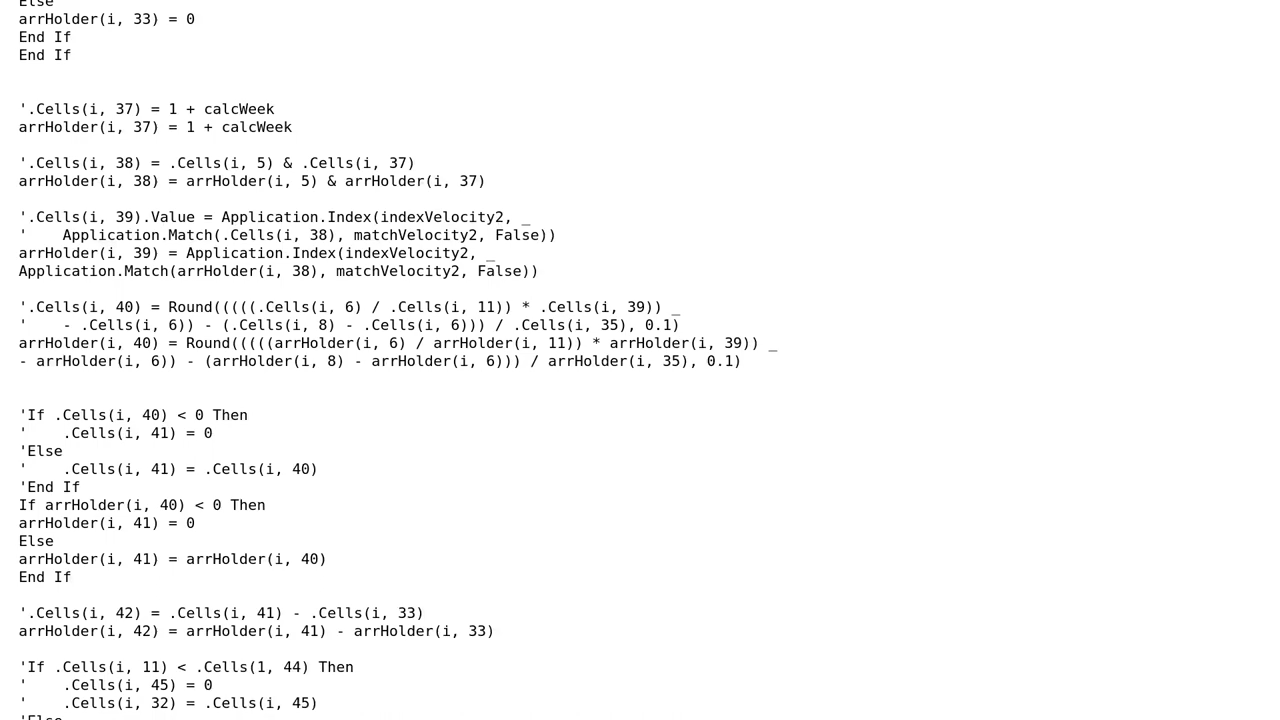 Else
arrHolder(i, 33) = 0
End If
End If
'.Cells(i, 37) = 1 + calcWeek
arrHolder(i, 37) = 1 + calcWeek
'.Cells(i, 38) = .Cells(i, 5) & .Cells(i, 37)
arrHolder(i, 38) = arrHolder(i, 5) & arrHolder(i, 37)
'.Cells(i, 39).Value = Application.Index(indexVelocity2, _
'    Application.Match(.Cells(i, 38), matchVelocity2, False))
arrHolder(i, 39) = Application.Index(indexVelocity2, _
Application.Match(arrHolder(i, 38), matchVelocity2, False))
'.Cells(i, 40) = Round(((((.Cells(i, 6) / .Cells(i, 11)) * .Cells(i, 39)) _
'    - .Cells(i, 6)) - (.Cells(i, 8) - .Cells(i, 6))) / .Cells(i, 35), 0.1)
arrHolder(i, 40) = Round(((((arrHolder(i, 6) / arrHolder(i, 11)) * arrHolder(i, 39)) _
- arrHolder(i, 6)) - (arrHolder(i, 8) - arrHolder(i, 6))) / arrHolder(i, 35), 0.1)
'If .Cells(i, 40) < 0 Then
'    .Cells(i, 41) = 0
'Else
'    .Cells(i, 41) = .Cells(i, 40)
'End If
If arrHolder(i, 40) < 0 Then
arrHolder(i, 41) = 0
Else
arrHolder(i, 41) = arrHolder(i, 40)
End If
'.Cells(i, 42) = .Cells(i, 41) - .Cells(i, 33)
arrHolder(i, 42) = arrHolder(i, 41) - arrHolder(i, 33)
'If .Cells(i, 11) < .Cells(1, 44) Then
'    .Cells(i, 45) = 0
'    .Cells(i, 32) = .Cells(i, 45)
'Else